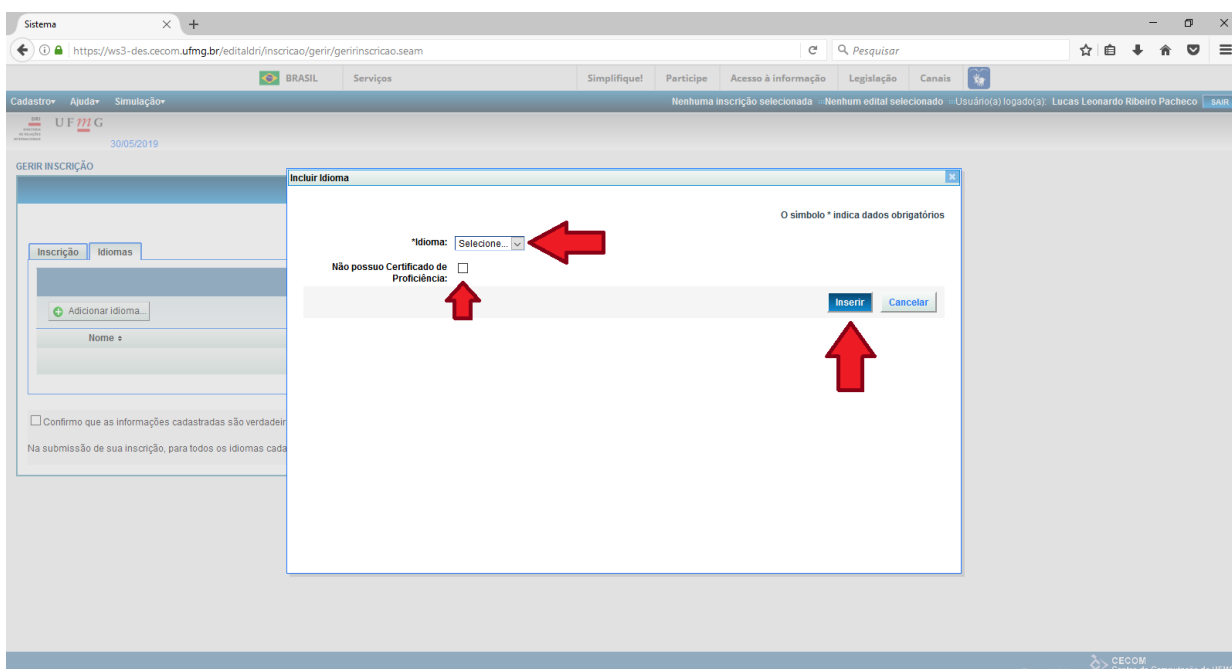 Sistema
https://ws3-des.cecom.ufmg.br/editaldri/inscricao/gerir/geririnscricao.seam
Pesquisar
BRASIL Serviços Simplifique! Participe Acesso à informação Legislação Canais
Cadastro Ajuda Simulação Nenhuma inscrição selecionada Nenhum edital selecionado Usuário(a) logado(a): Lucas Leonardo Ribeiro Pacheco SAIR
UFmG
30/05/2019
GERIR INSCRIÇÃO
Incluir Idioma
O símbolo * indica dados obrigatórios
*Idioma: Selecione...
Não possuo Certificado de
Proficiência:
Inserir Cancelar
Inscrição Idiomas
Adicionar idioma...
Nome
Confirmo que as informações cadastradas são verdadeir
Na submissão de sua inscrição, para todos os idiomas cada
CECOM